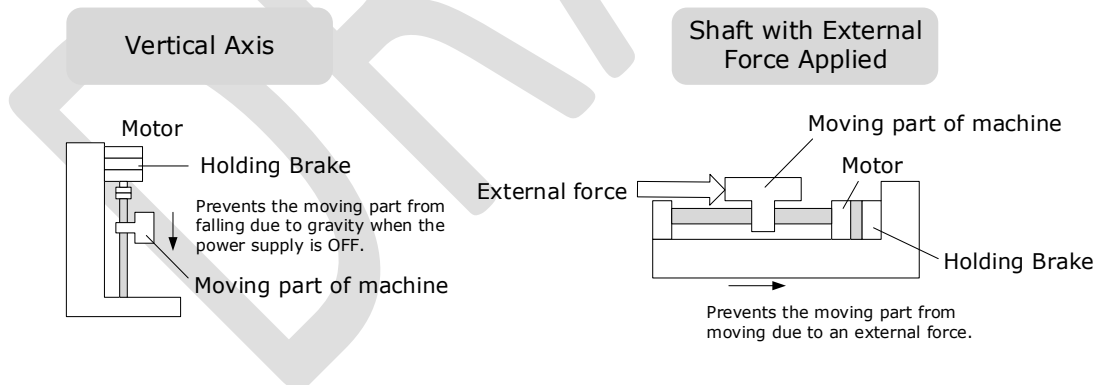 Vertical Axis
Motor
Holding Brake
Prevents the moving part from
falling due to gravity when the
power supply is OFF.
Moving part of machine
Shaft with External
Force Applied
Moving part of machine
Motor
External force
Holding Brake
Prevents the moving part from
moving due to an external force.